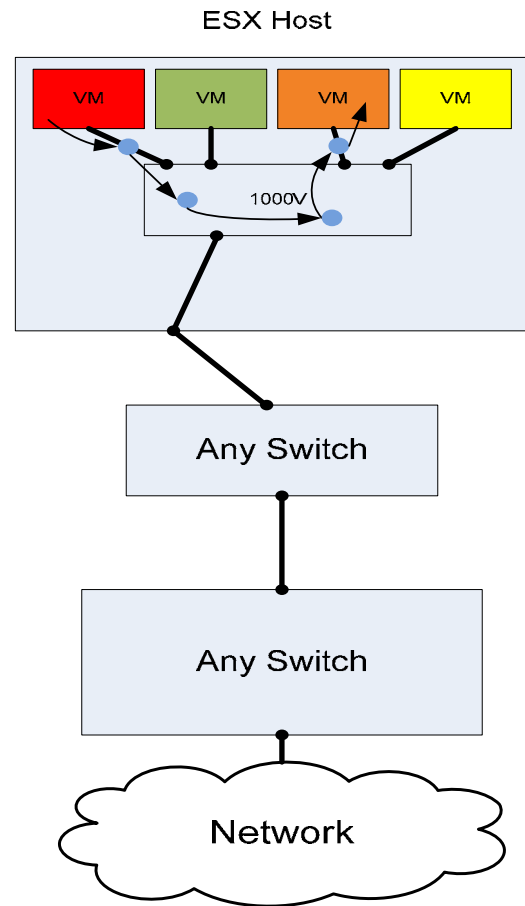 ESX Host
VM
VM
VM
VM
1000V
Any Switch
Any Switch
Network